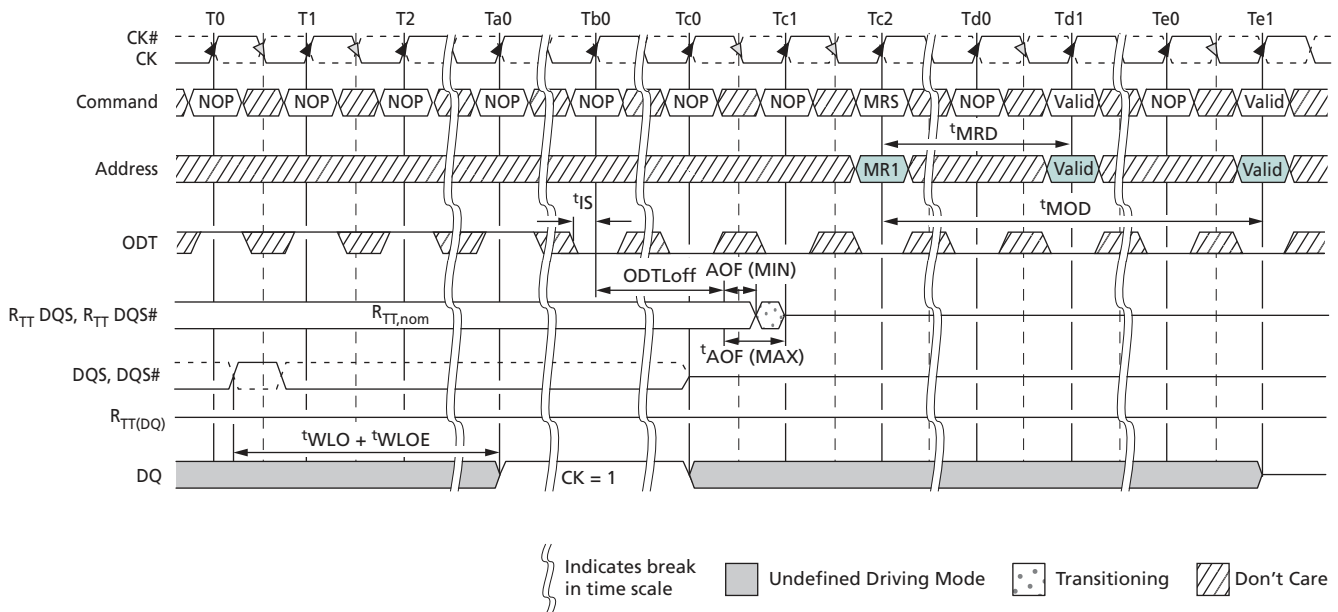 T0 T1 T2 Ta0 Tb0 Tc0 Tc1 Tc2 Td0 Td1 Te0 Te1
CK#
CK
Command NOP NOP NOP NOP NOP NOP NOP MRS NOP Valid NOP Valid
tMRD
Address MR1 Valid Valid
tIS
tMOD
ODT
ODTLoff AOF (MIN)
RTT DQS, RTT DQS# RTT,nom
tAOF (MAX)
DQS, DQS#
RTT(DQ)
tWLO + tWLOE
DQ CK = 1
Indicates break
in time scale
Undefined Driving Mode Transitioning Don't Care